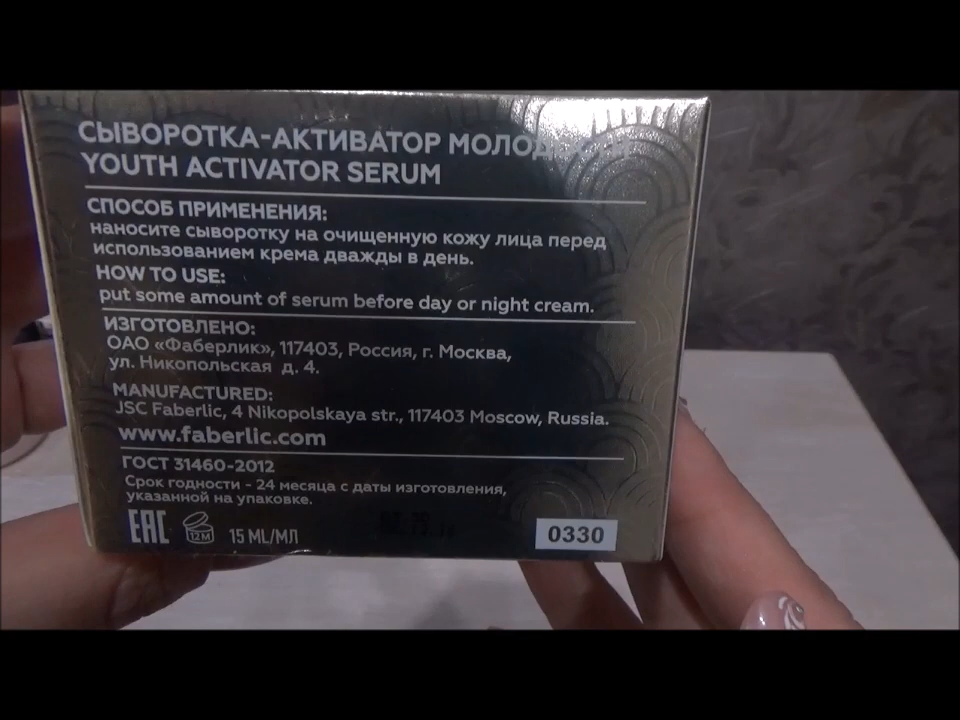 СЫВОРОТКА-АКТИВАТОР
YOUTH ACTIVATOR SERUM
СПОСОБ ПРИМЕНЕНИЯ:
наносите сыворотку на очищенную кожу лица перед
использованием крема дважды в день.
HOW TO USE:
put some amount of serum before day or night cream.
ИЗГОТОВЛЕНО:
ОАО «Фаберлик», 117403, Россия, г. Москва,
ул. Никопольская д. 4.
MANUFACTURED:
JSC Faberlic, 4 Nikopolskaya str., 117403 Moscow, Russia.
www.faberlic.com
ГОСТ 31460-2012
Срок годности - 24 месяца с даты изготовления,
указанной на упаковке.
EAC 12M 15 ML/МЛ 0330